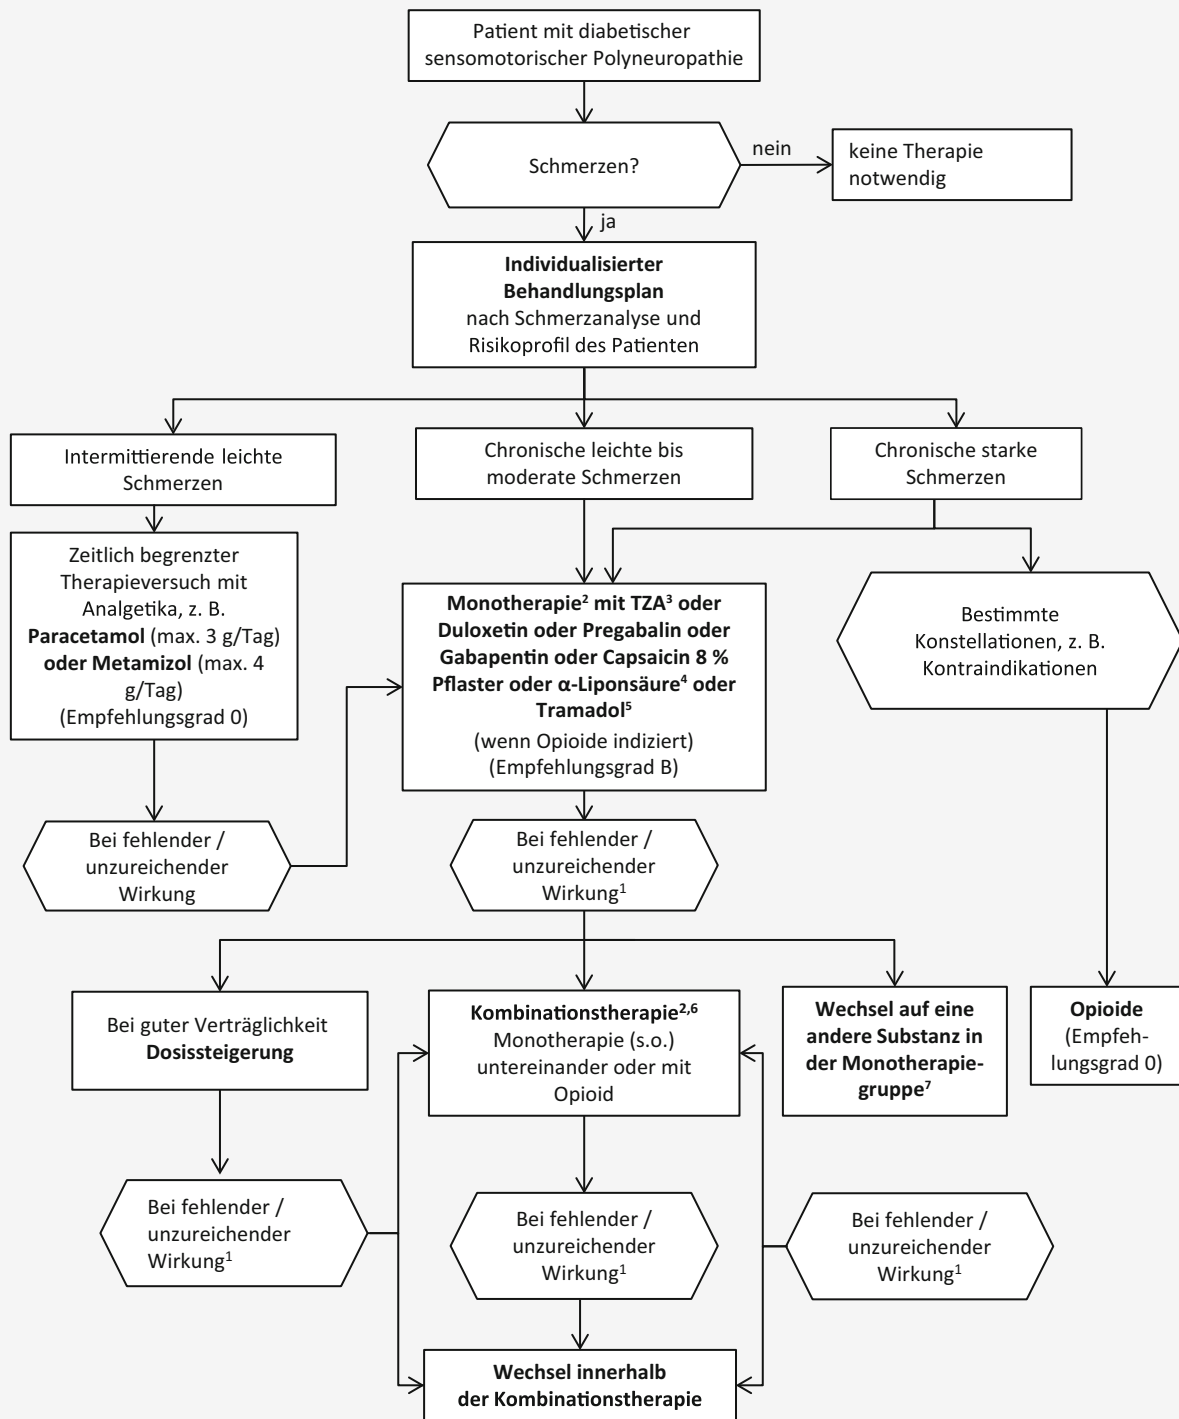 Patient mit diabetischer
sensomotorischer Polyneuropathie
Schmerzen?
nein
keine Therapie
notwendig
ja
Individualisierter
Behandlungsplan
nach Schmerzanalyse und
Risikoprofil des Patienten
Intermittierende leichte
Schmerzen
Chronische leichte bis
moderate Schmerzen
Chronische starke
Schmerzen
Zeitlich begrenzter
Therapieversuch mit
Analgetika, z. B.
Paracetamol (max. 3 g/Tag)
oder Metamizol (max. 4
g/Tag)
(Empfehlungsgrad 0)
Monotherapie² mit TZA³ oder
Duloxetin oder Pregabalin oder
Gabapentin oder Capsaicin 8 %
Pflaster oder α-Liponsäure⁴ oder
Tramadol⁵
(wenn Opioide indiziert)
(Empfehlungsgrad B)
Bestimmte
Konstellationen, z. B.
Kontraindikationen
Bei fehlender /
unzureichender
Wirkung
Bei fehlender /
unzureichender
Wirkung¹
Bei guter Verträglichkeit
Dosissteigerung
Kombinationstherapie²,⁶
Monotherapie (s.o.)
untereinander oder mit
Opioid
Wechsel auf eine
andere Substanz in
der Monotherapie-
gruppe⁷
Opioide
(Empfeh-
lungsgrad 0)
Bei fehlender /
unzureichender
Wirkung¹
Bei fehlender /
unzureichender
Wirkung¹
Bei fehlender /
unzureichender
Wirkung¹
Wechsel innerhalb
der Kombinationstherapie